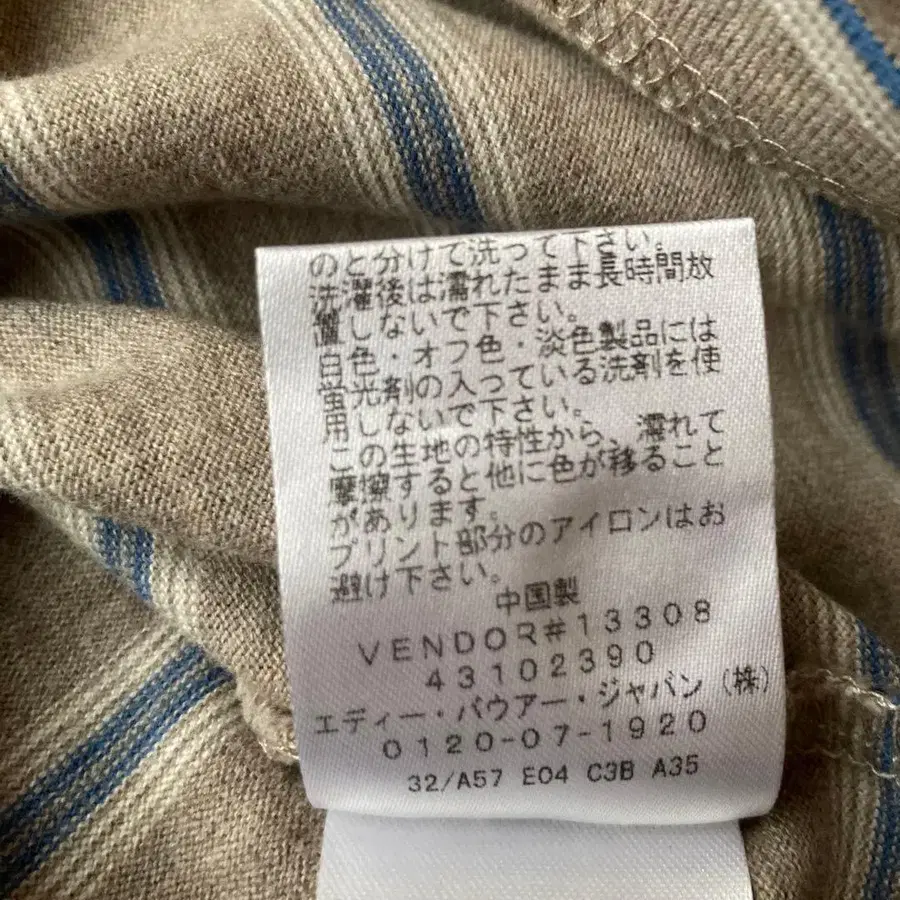 のと分けて洗って下さい。
洗濯後は濡れたまま長時間放
置しないで下さい。
白色・オフ色・淡色製品には
蛍光剤の入っている洗剤を使
用しないで下さい。
この生地の特性から、濡れて
摩擦すると他に色が移ること
があります。
プリント部分のアイロンはお
避け下さい。
中国製
VENDOR#13308
43102390
エディー・バウアー・ジャパン(株)
0120-07-1920
32/A57 E04 C3B A35